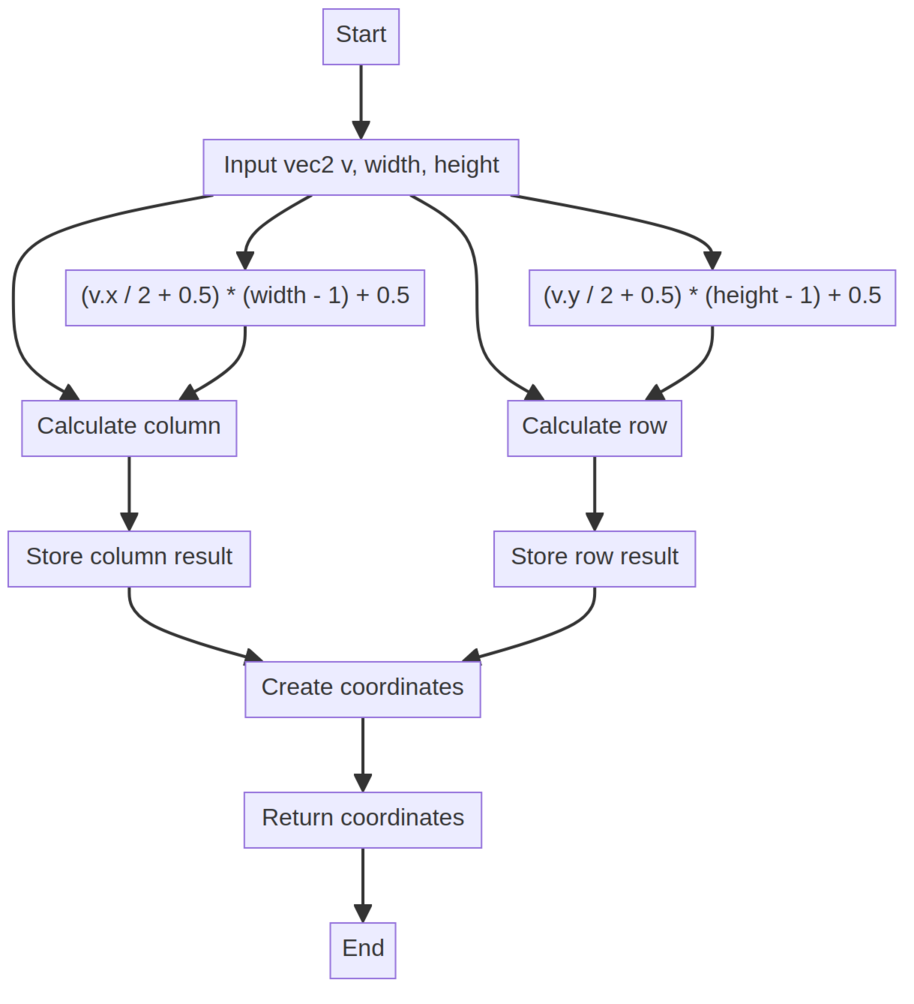 Start
Input vec2 v, width, height
(v.x / 2 + 0.5) * (width - 1) + 0.5
(v.y / 2 + 0.5) * (height - 1) + 0.5
Calculate column
Calculate row
Store column result
Store row result
Create coordinates
Return coordinates
End